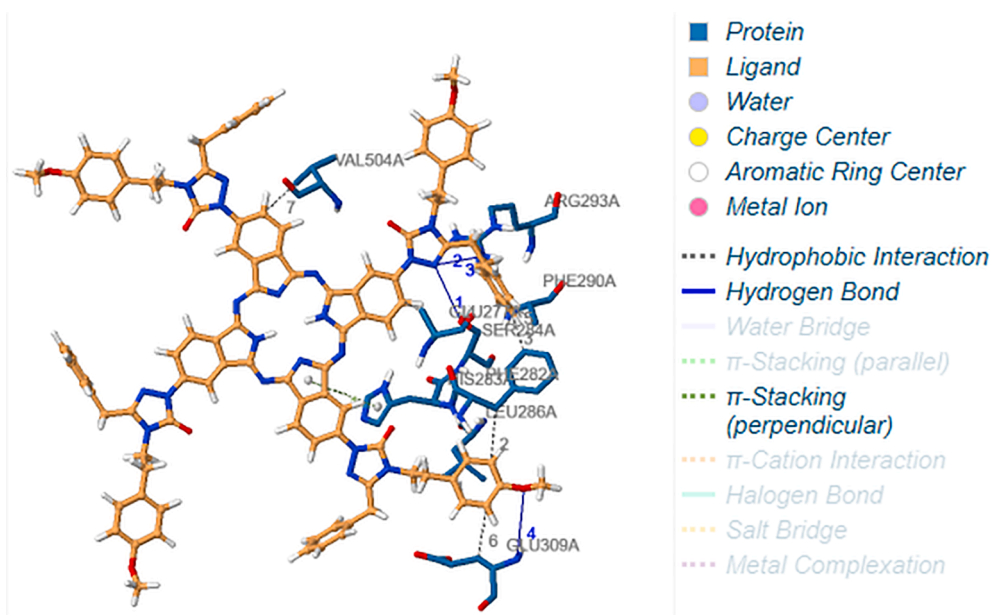 VAL504A
7
ARG293A
2
3
PHE290A
1
SER284A
3
PHE282A
LEU286A
2
4
6
GLU309A
Protein
Ligand
Water
Charge Center
Aromatic Ring Center
Metal Ion
Hydrophobic Interaction
Hydrogen Bond
Water Bridge
π-Stacking (parallel)
π-Stacking
(perpendicular)
π-Cation Interaction
Halogen Bond
Salt Bridge
Metal Complexation